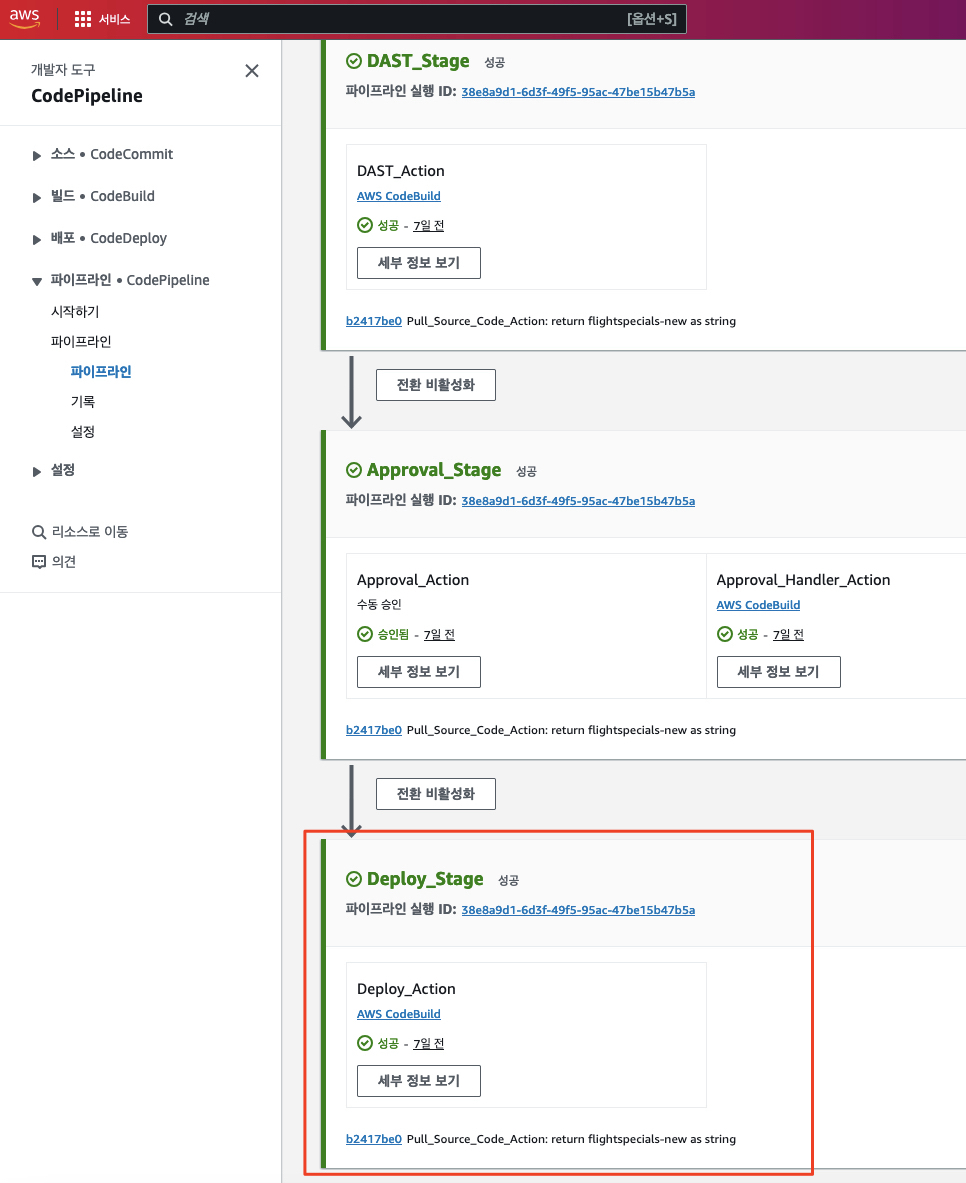 aws
서비스
검색
[옵션+S]
개발자 도구
CodePipeline
소스 • CodeCommit
빌드 • CodeBuild
배포 • CodeDeploy
파이프라인 • CodePipeline
시작하기
파이프라인
파이프라인
기록
설정
설정
리소스로 이동
의견
DAST_Stage 성공
파이프라인 실행 ID: 38e8a9d1-6d3f-49f5-95ac-47be15b47b5a
DAST_Action
AWS CodeBuild
성공 - 7일 전
세부 정보 보기
b2417be0 Pull_Source_Code_Action: return flightspecials-new as string
전환 비활성화
Approval_Stage 성공
파이프라인 실행 ID: 38e8a9d1-6d3f-49f5-95ac-47be15b47b5a
Approval_Action
수동 승인
승인됨 - 7일 전
세부 정보 보기
Approval_Handler_Action
AWS CodeBuild
성공 - 7일 전
세부 정보 보기
b2417be0 Pull_Source_Code_Action: return flightspecials-new as string
전환 비활성화
Deploy_Stage 성공
파이프라인 실행 ID: 38e8a9d1-6d3f-49f5-95ac-47be15b47b5a
Deploy_Action
AWS CodeBuild
성공 - 7일 전
세부 정보 보기
b2417be0 Pull_Source_Code_Action: return flightspecials-new as string